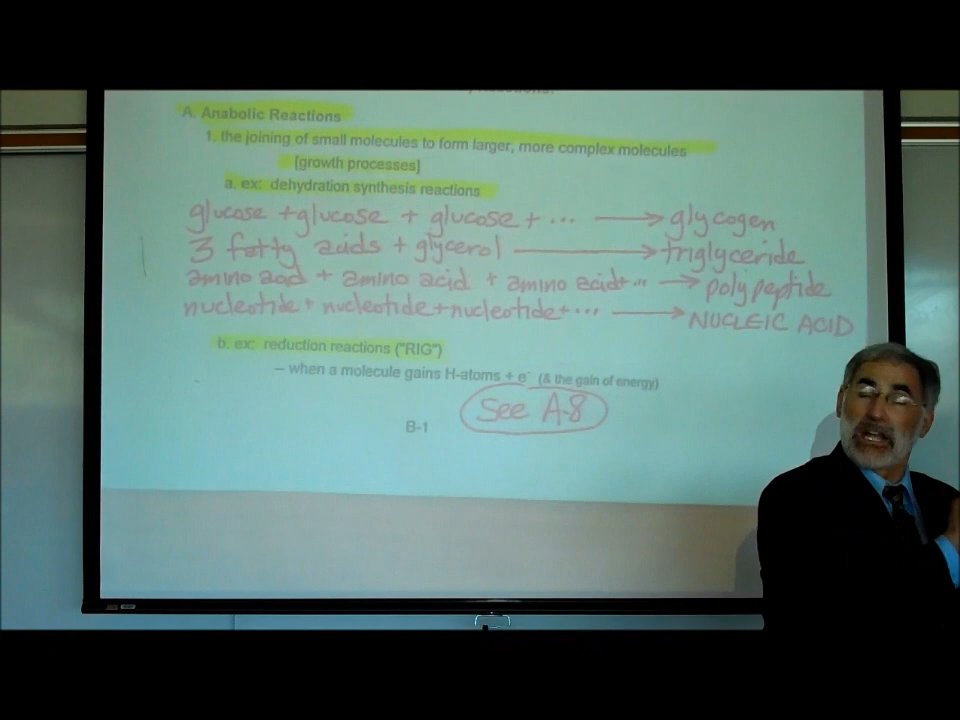 A. Anabolic Reactions
1. the joining of small molecules to form larger, more complex molecules
[growth processes]
a. ex: dehydration synthesis reactions
glucose + glucose + glucose + ... → glycogen
3 fatty acids + glycerol → triglyceride
amino acid + amino acid + amino acid + ... → polypeptide
nucleotide + nucleotide + nucleotide + ... → NUCLEIC ACID
b. ex: reduction reactions ("RIG")
– when a molecule gains H-atoms + e⁻ (& the gain of energy)
See A-8
B-1